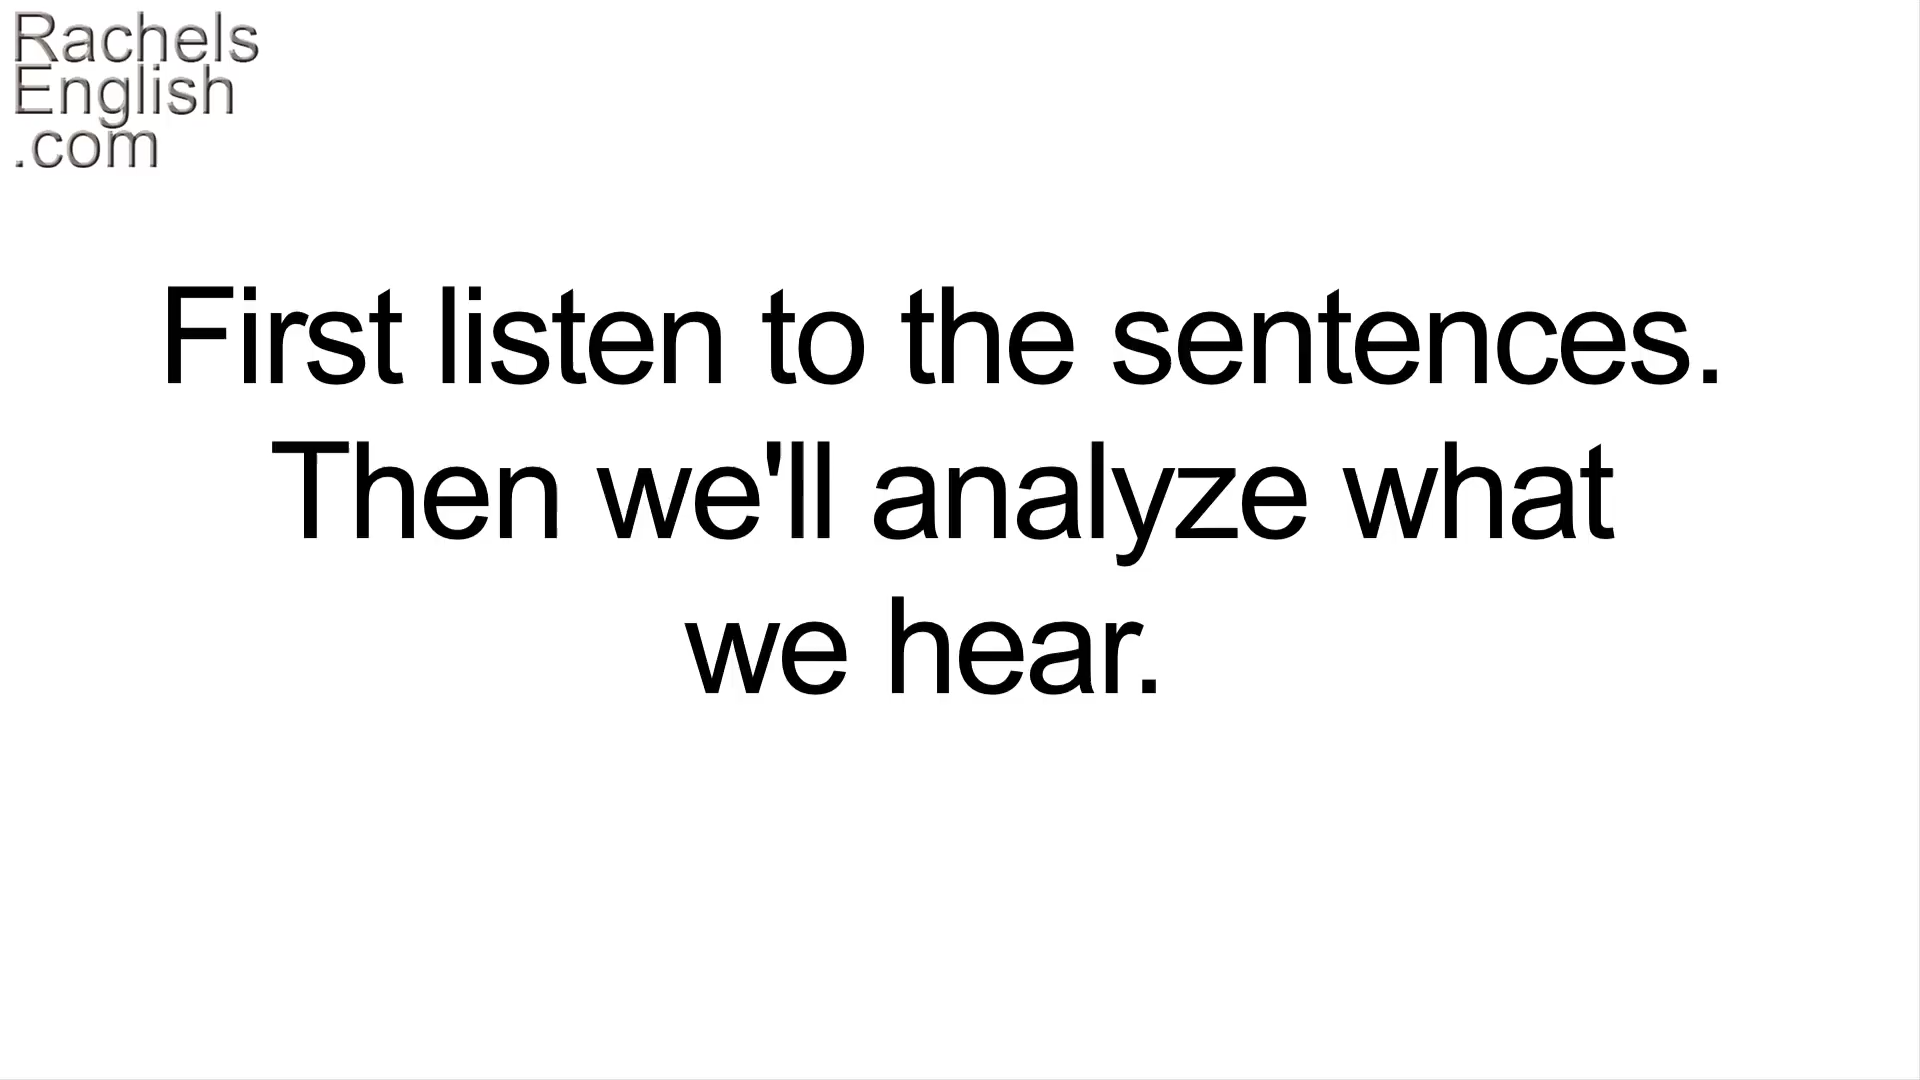 Rachels
English
.com
First listen to the sentences.
Then we'll analyze what
we hear.